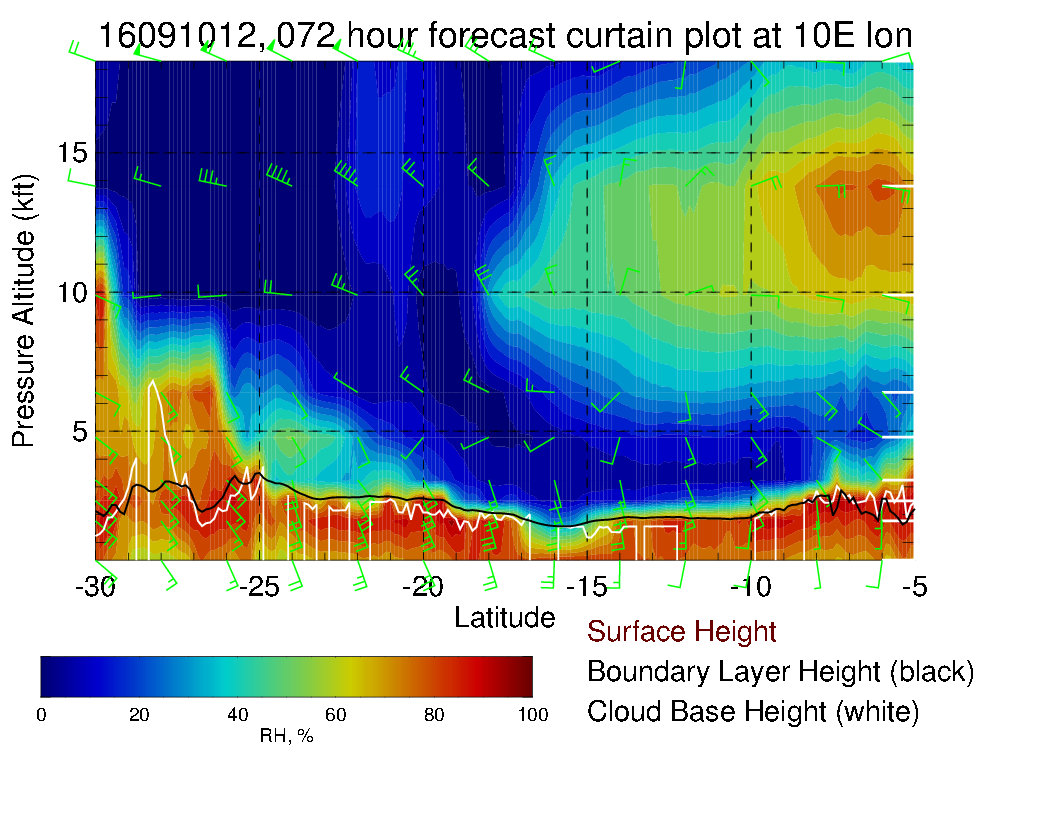 16091012, 072 hour forecast curtain plot at 10E lon
Pressure Altitude (kft)
15
10
5
-30 -25 -20 -15 -10 -5
Latitude
Surface Height
Boundary Layer Height (black)
Cloud Base Height (white)
0 20 40 60 80 100
RH, %